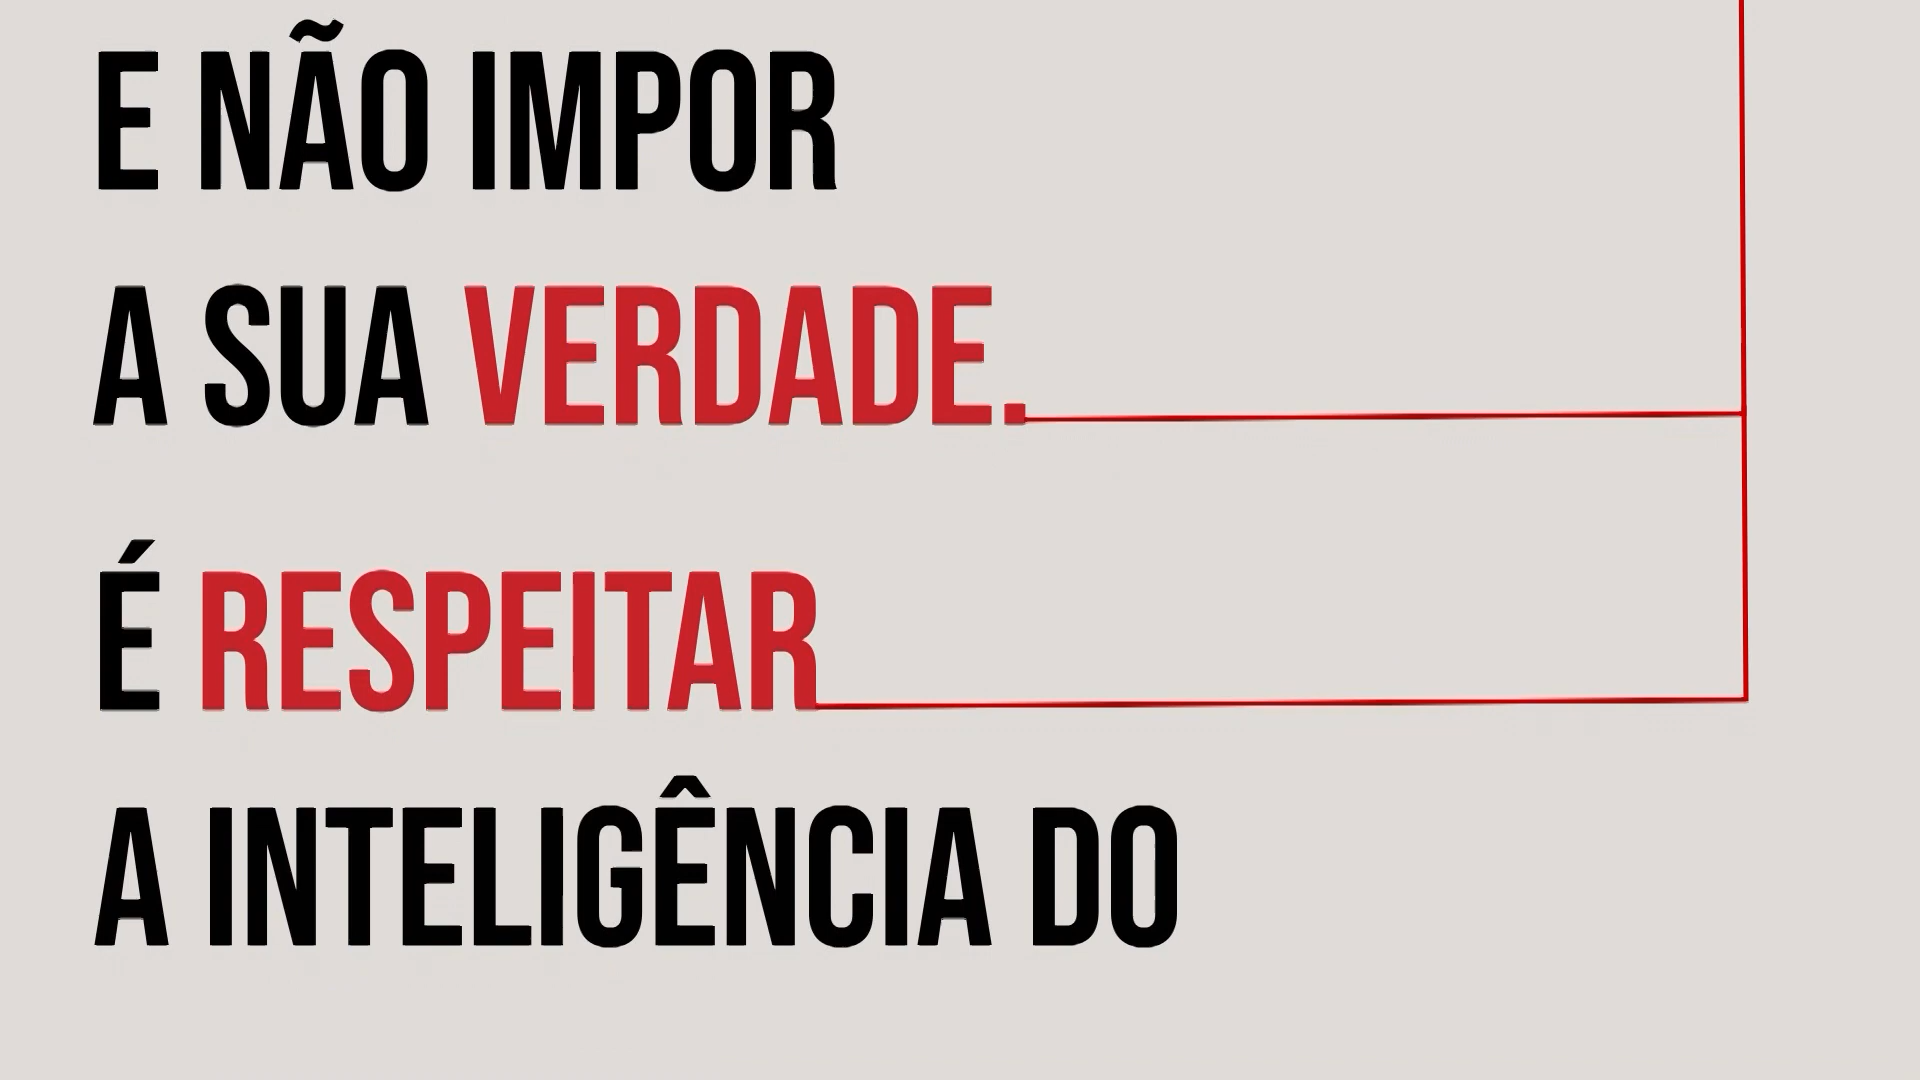 E NÃO IMPOR
A SUA VERDADE.
É RESPEITAR
A INTELIGÊNCIA DO